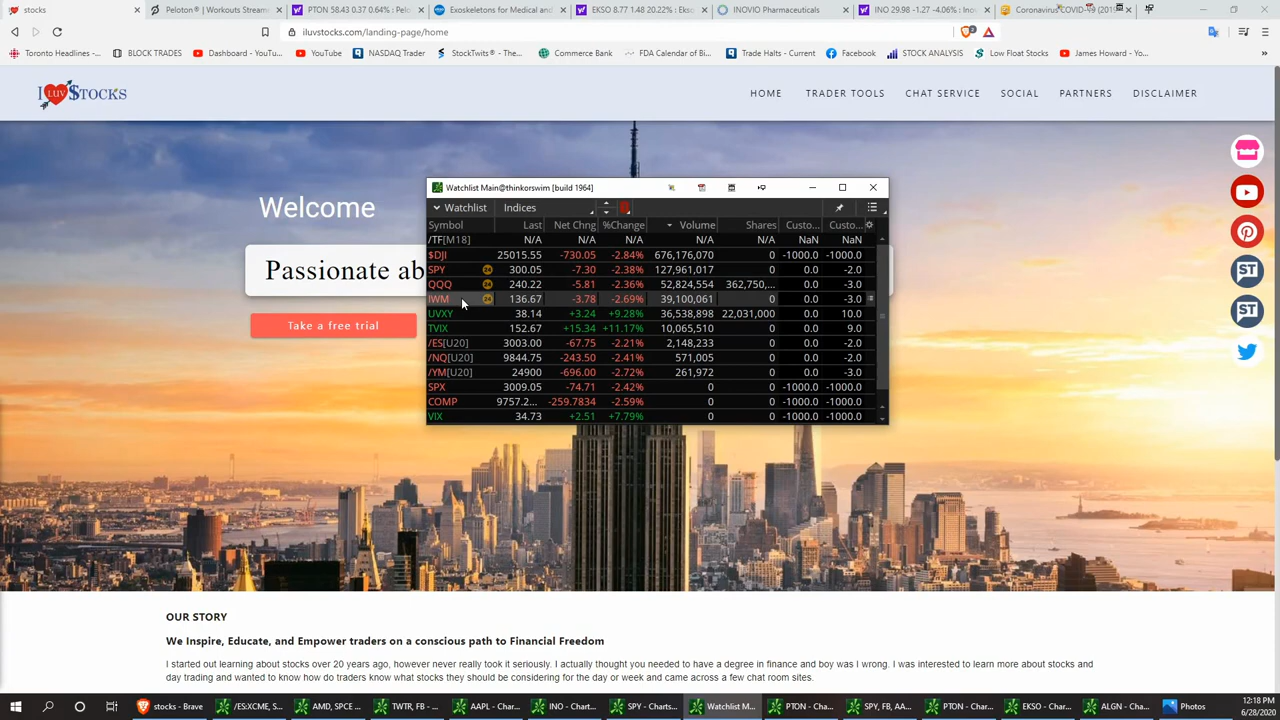 stocks
Peloton® | Workouts Streame
PTON 58.43 0.37 0.64% : Pel
Exoskeletons for Medical and
EKSO 8.77 1.48 20.22% : Eks
INOVIO Pharmaceuticals
INO 29.98 -1.27 -4.06% : Ino
Coronavirus COVID-19 (201
iluvstocks.com/landing-page/home
Toronto Headlines -...
BLOCK TRADES
Dashboard - YouTu...
YouTube
NASDAQ Trader
StockTwits® - The...
Commerce Bank
FDA Calendar of Bi...
Trade Halts - Current
Facebook
STOCK ANALYSIS
Low Float Stocks
James Howard - Yo...
I LUV $TOCKS
HOME TRADER TOOLS CHAT SERVICE SOCIAL PARTNERS DISCLAIMER
Welcome
Passionate ab
Take a free trial
Watchlist Main@thinkorswim [build 1964]
Watchlist Indices
Symbol Last Net Chng %Change Volume Shares Custo... Custo...
/TF[M18] N/A N/A N/A N/A N/A NaN NaN
$DJI 25015.55 -730.05 -2.84% 676,176,070 0 -1000.0 -1000.0
SPY 24 300.05 -7.30 -2.38% 127,961,017 0 0.0 -2.0
QQQ 24 240.22 -5.81 -2.36% 52,824,554 362,750,... 0.0 -3.0
IWM 24 136.67 -3.78 -2.69% 39,100,061 0 0.0 -3.0
UVXY 38.14 +3.24 +9.28% 36,538,898 22,031,000 0.0 10.0
TVIX 152.67 +15.34 +11.17% 10,065,510 0 0.0 9.0
/ES[U20] 3003.00 -67.75 -2.21% 2,148,233 0 0.0 -2.0
/NQ[U20] 9844.75 -243.50 -2.41% 571,005 0 0.0 -2.0
/YM[U20] 24900 -696.00 -2.72% 261,972 0 0.0 -3.0
SPX 3009.05 -74.71 -2.42% 0 0 -1000.0 -1000.0
COMP 9757.2... -259.7834 -2.59% 0 0 -1000.0 -1000.0
VIX 34.73 +2.51 +7.79% 0 0 -1000.0 -1000.0
ST
ST
OUR STORY
We Inspire, Educate, and Empower traders on a conscious path to Financial Freedom
I started out learning about stocks over 20 years ago, however never really took it seriously. I actually thought you needed to have a degree in finance and boy was I wrong. I was interested to learn more about stocks and
day trading and wanted to know how do traders know what stocks they should be considering for the day or week and came across a few chat room sites.
stocks - Brave
/ES:XCME, S...
AMD, SPCE ...
TWTR, FB - ...
AAPL - Char...
INO - Charts...
SPY - Charts...
Watchlist M...
PTON - Char...
SPY, FB, AA...
PTON - Char...
EKSO - Char...
ALGN - Char...
Photos
12:18 PM
6/28/2020